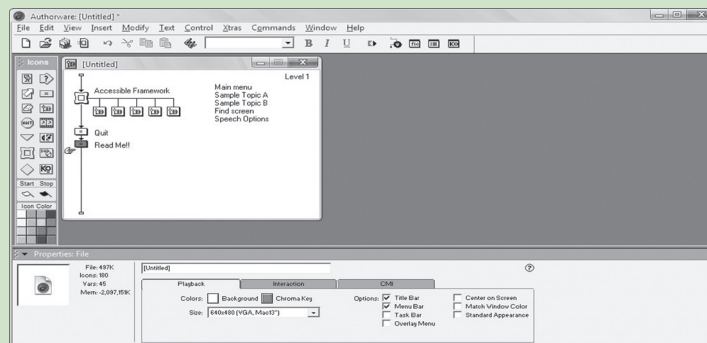 Authorware: [Untitled] *
File Edit View Insert Modify Text Control Xtras Commands Window Help
B I U
Icons
[Untitled]
Level 1
Accessible Framework
Main menu
Sample Topic A
Sample Topic B
Find screen
Speech Options
Quit
Read Me!!
WAIT
KO
Start Stop
Icon Color
Properties: File
File: 497K
Icons: 180
Vars: 45
Mem: -2,097,151K
[Untitled]
Playback Interaction CMI
Colors: Background Chroma Key
Size: 640x480 (VGA, Mac13")
Options: Title Bar
Menu Bar
Task Bar
Overlay Menu
Center on Screen
Match Window Color
Standard Appearance